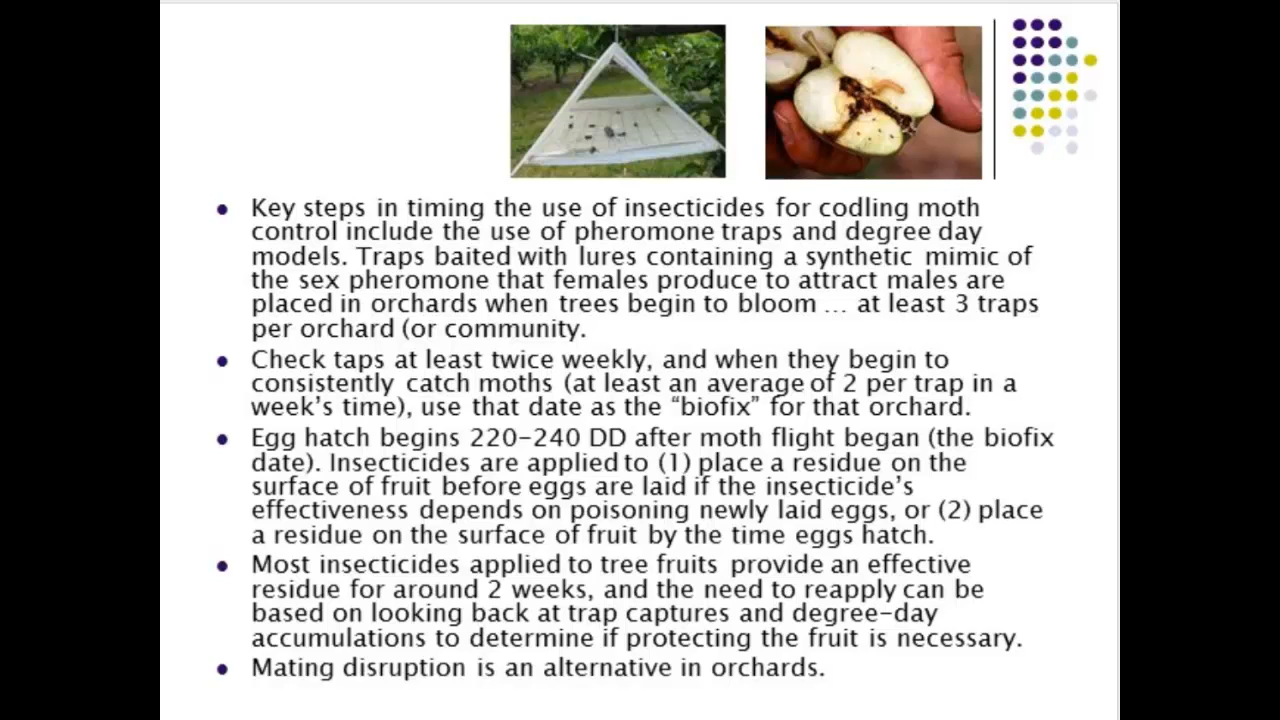 • Key steps in timing the use of insecticides for codling moth
control include the use of pheromone traps and degree day
models. Traps baited with lures containing a synthetic mimic of
the sex pheromone that females produce to attract males are
placed in orchards when trees begin to bloom … at least 3 traps
per orchard (or community.
• Check taps at least twice weekly, and when they begin to
consistently catch moths (at least an average of 2 per trap in a
week's time), use that date as the “biofix” for that orchard.
• Egg hatch begins 220-240 DD after moth flight began (the biofix
date). Insecticides are applied to (1) place a residue on the
surface of fruit before eggs are laid if the insecticide's
effectiveness depends on poisoning newly laid eggs, or (2) place
a residue on the surface of fruit by the time eggs hatch.
• Most insecticides applied to tree fruits provide an effective
residue for around 2 weeks, and the need to reapply can be
based on looking back at trap captures and degree-day
accumulations to determine if protecting the fruit is necessary.
• Mating disruption is an alternative in orchards.